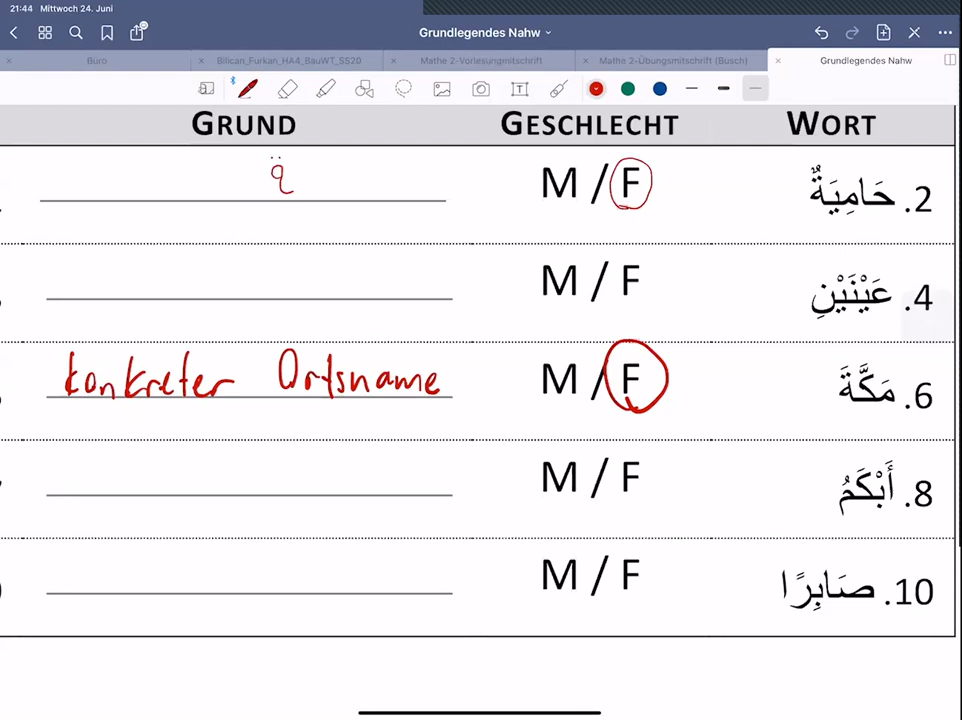 21:44 Mittwoch 24. Juni
Grundlegendes Nahw
Büro
Bilican_Furkan_HA4_BauWT_SS20
Mathe 2-Vorlesungmitschrift
Mathe 2-Übungsmitschrift (Busch)
Grundlegendes Nahw
GRUND GESCHLECHT WORT
ة M / F 2. حَامِيَةٌ
M / F 4. عَيْنَيْنِ
konkreter Ortsname M / F 6. مَكَّةَ
M / F 8. أَبْكَمُ
M / F 10. صَابِرًا